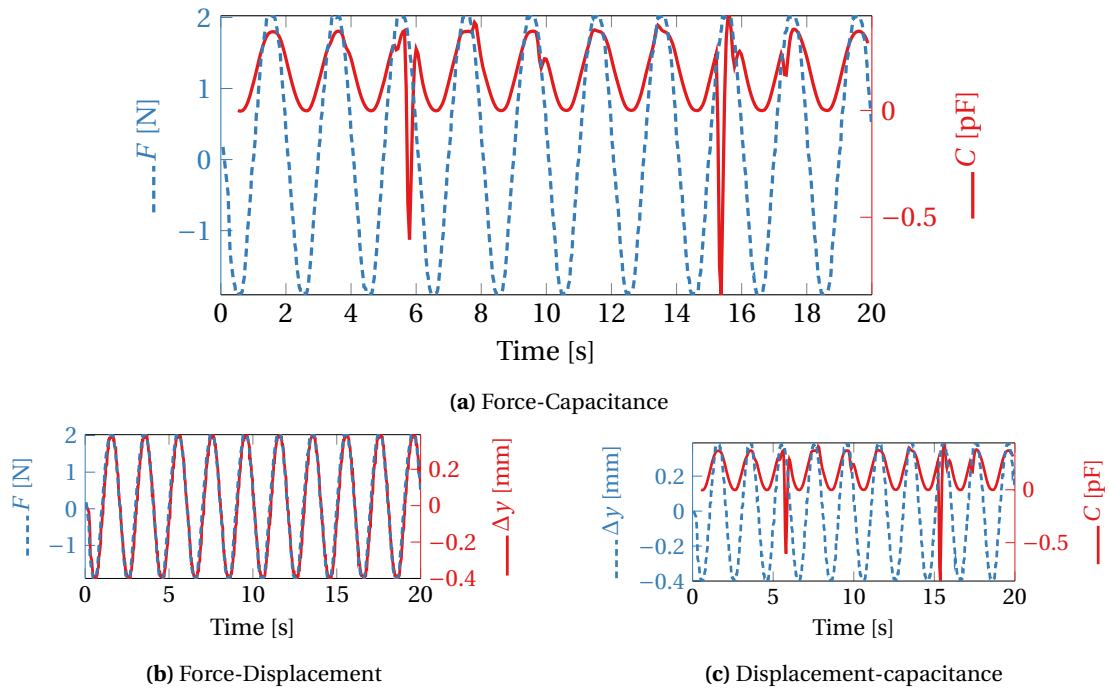 2
1
0
−1
F [N]
0
−0.5
C [pF]
0 2 4 6 8 10 12 14 16 18 20
Time [s]
(a) Force-Capacitance
2
1
0
−1
F [N]
0.2
0
−0.2
−0.4
Δy [mm]
0 5 10 15 20
Time [s]
(b) Force-Displacement
0.2
0
−0.2
−0.4
Δy [mm]
0
−0.5
C [pF]
0 5 10 15 20
Time [s]
(c) Displacement-capacitance